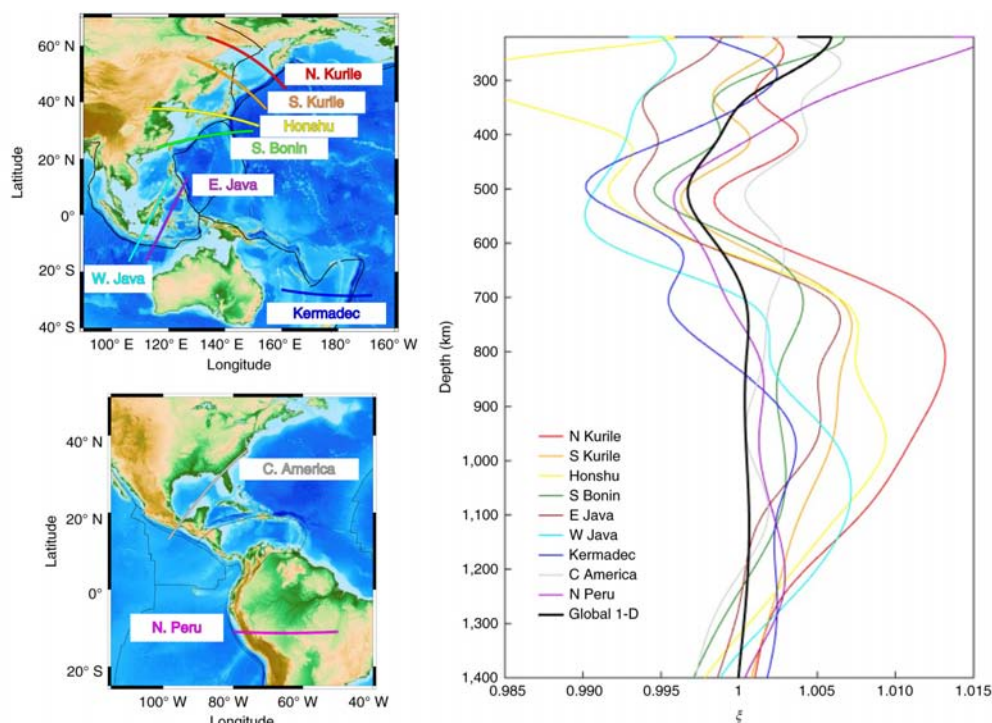 60° N
40° N
20° N
0°
20° S
40° S
Latitude
N. Kurile
S. Kurile
Honshu
S. Bonin
E. Java
W. Java
Kermadec
100° E 120° E 140° E 160° E 180° 160° W
Longitude
40° N
20° N
0°
20° S
Latitude
C. America
N. Peru
100° W 80° W 60° W 40° W
Longitude
300
400
500
600
700
800
900
1,000
1,100
1,200
1,300
1,400
Depth (km)
N Kurile
S Kurile
Honshu
S Bonin
E Java
W Java
Kermadec
C America
N Peru
Global 1-D
0.985 0.990 0.995 1 1.005 1.010 1.015
ξ